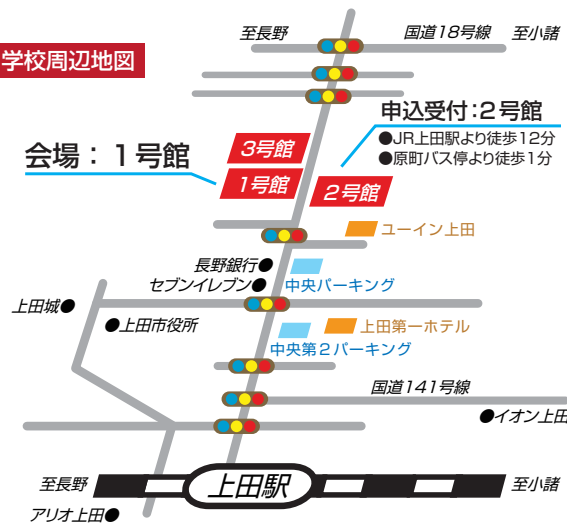 至長野
国道18号線
至小諸
学校周辺地図
申込受付:2号館
●JR上田駅より徒歩12分
●原町バス停より徒歩1分
会場：1号館
3号館
1号館
2号館
ユーイン上田
長野銀行●
セブンイレブン●
中央パーキング
上田城●
●上田市役所
上田第一ホテル
中央第2パーキング
国道141号線
●イオン上田
至長野
上田駅
至小諸
アリオ上田●